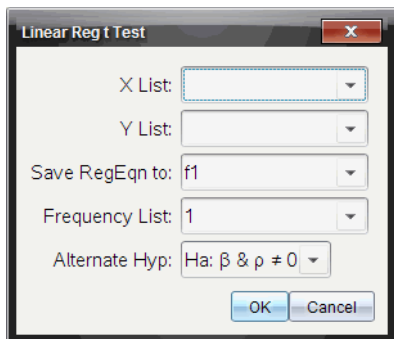 Linear Reg t Test
X List:
Y List:
Save RegEqn to: f1
Frequency List: 1
Alternate Hyp: Ha: β & ρ ≠ 0
OK Cancel